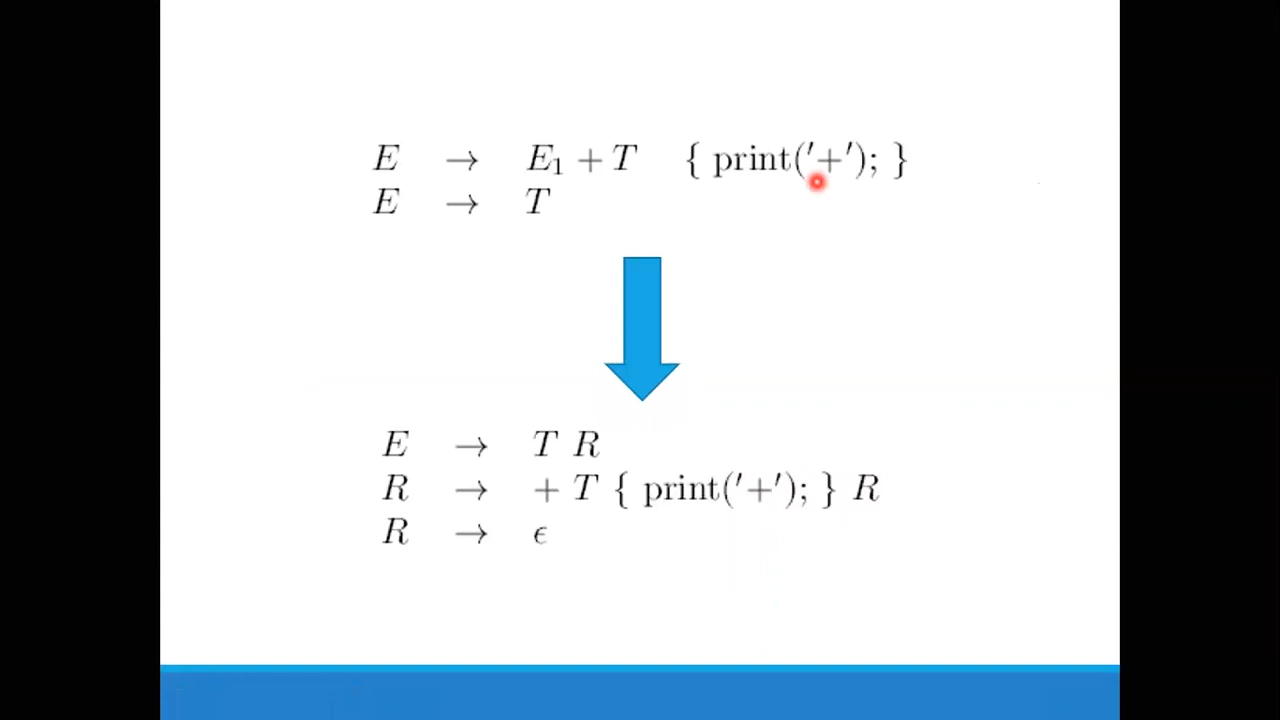 E → E₁ + T { print('+'); }
E → T
E → T R
R → + T { print('+'); } R
R → ϵ